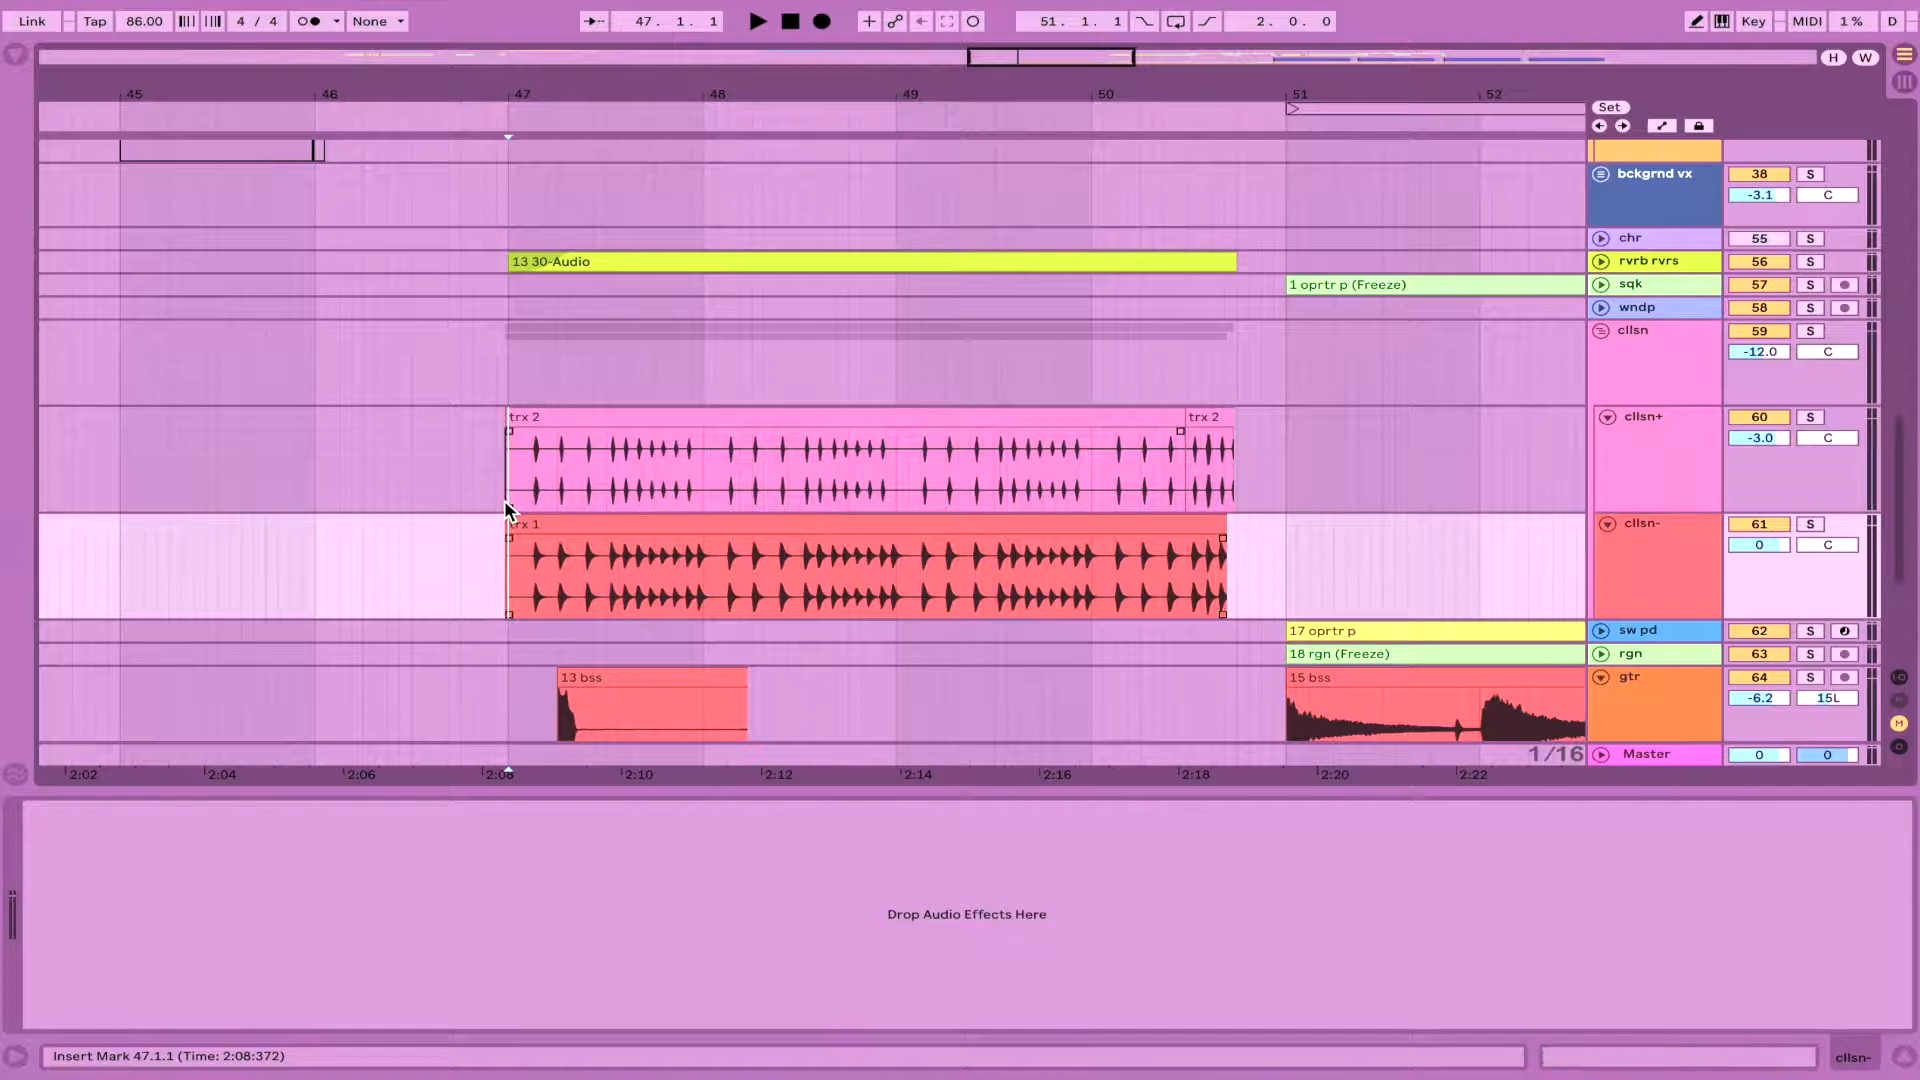 Link Tap 86.00 4 / 4 None 47. 1. 1 51. 1. 1 2. 0. 0 Key MIDI 1 % D
H W
45 46 47 48 49 50 51 52
Set
bckgrnd vx 38 S
-3.1 C
chr 55 S
13 30-Audio rvrb rvrs 56 S
1 oprtr p (Freeze) sqk 57 S
wndp 58 S
cllsn 59 S
-12.0 C
trx 2 trx 2 cllsn+ 60 S
-3.0 C
trx 1 cllsn- 61 S
0 C
17 oprtr p sw pd 62 S
18 rgn (Freeze) rgn 63 S
13 bss 15 bss gtr 64 S
-6.2 15L
1/16 Master 0 0
2:02 2:04 2:06 2:08 2:10 2:12 2:14 2:16 2:18 2:20 2:22
Drop Audio Effects Here
Insert Mark 47.1.1 (Time: 2:08:372) cllsn-